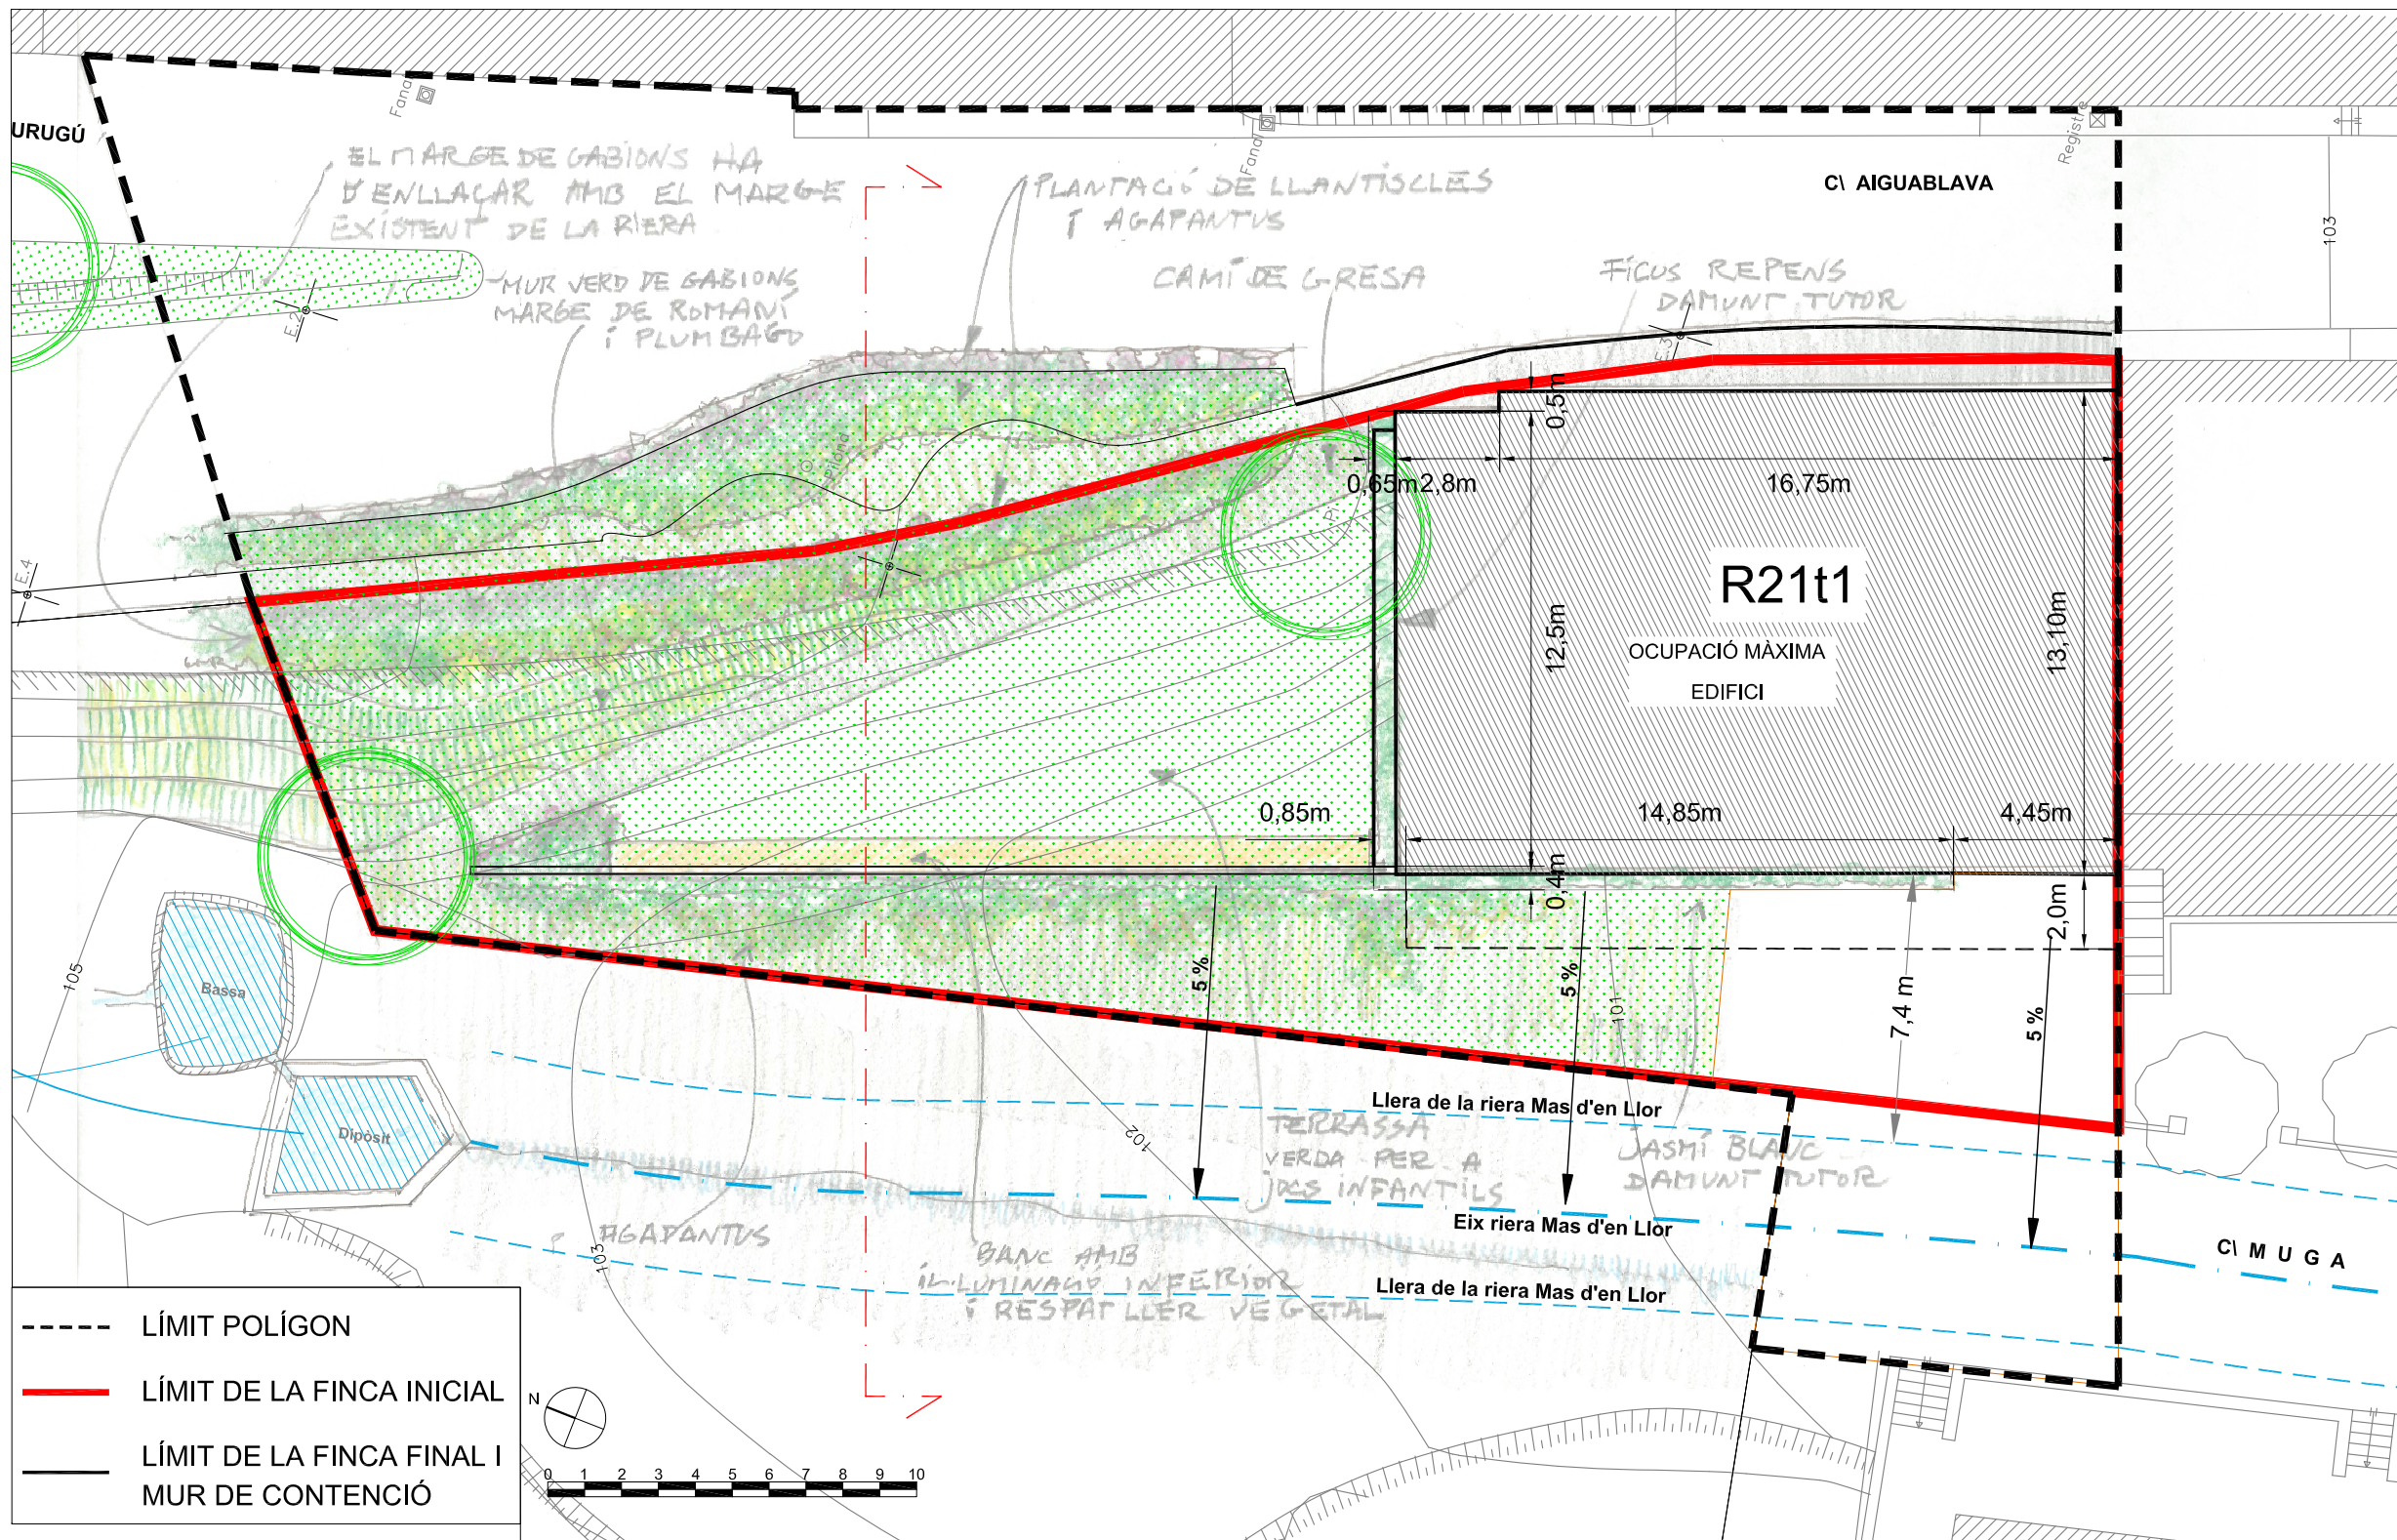 URUGÚ
Fanal
EL MARGE DE GABIONS HA
D'ENLLAÇAR AMB EL MARGE
EXISTENT DE LA RIERA
MUR VERD DE GABIONS
MARGE DE ROMANÍ
i PLUMBAGO
Fanal
PLANTACIÓ DE LLANTISCLES
I AGAPANTUS
CAMÍ DE GRESA
FICUS REPENS
DAMUNT TUTOR
Registre
C\ AIGUABLAVA
103
E.2
E.3
E.4
Pilona
0,5m
0,65m
2,8m
16,75m
R21t1
OCUPACIÓ MÀXIMA
EDIFICI
12,5m
13,10m
0,85m
14,85m
4,45m
0,4m
2,0m
5 %
5 %
101
7,4 m
5 %
105
Bassa
Dipòsit
102
103
Llera de la riera Mas d'en Llor
TERRASSA
VERDA PER A
JOCS INFANTILS
JASMÍ BLANC
DAMUNT TUTOR
Eix riera Mas d'en Llor
AGAPANTUS
BANC AMB
IL·LUMINACIÓ INFERIOR
I RESPATLLER VEGETAL
Llera de la riera Mas d'en Llor
C\ M U G A
LÍMIT POLÍGON
LÍMIT DE LA FINCA INICIAL
LÍMIT DE LA FINCA FINAL I
MUR DE CONTENCIÓ
N
0 1 2 3 4 5 6 7 8 9 10